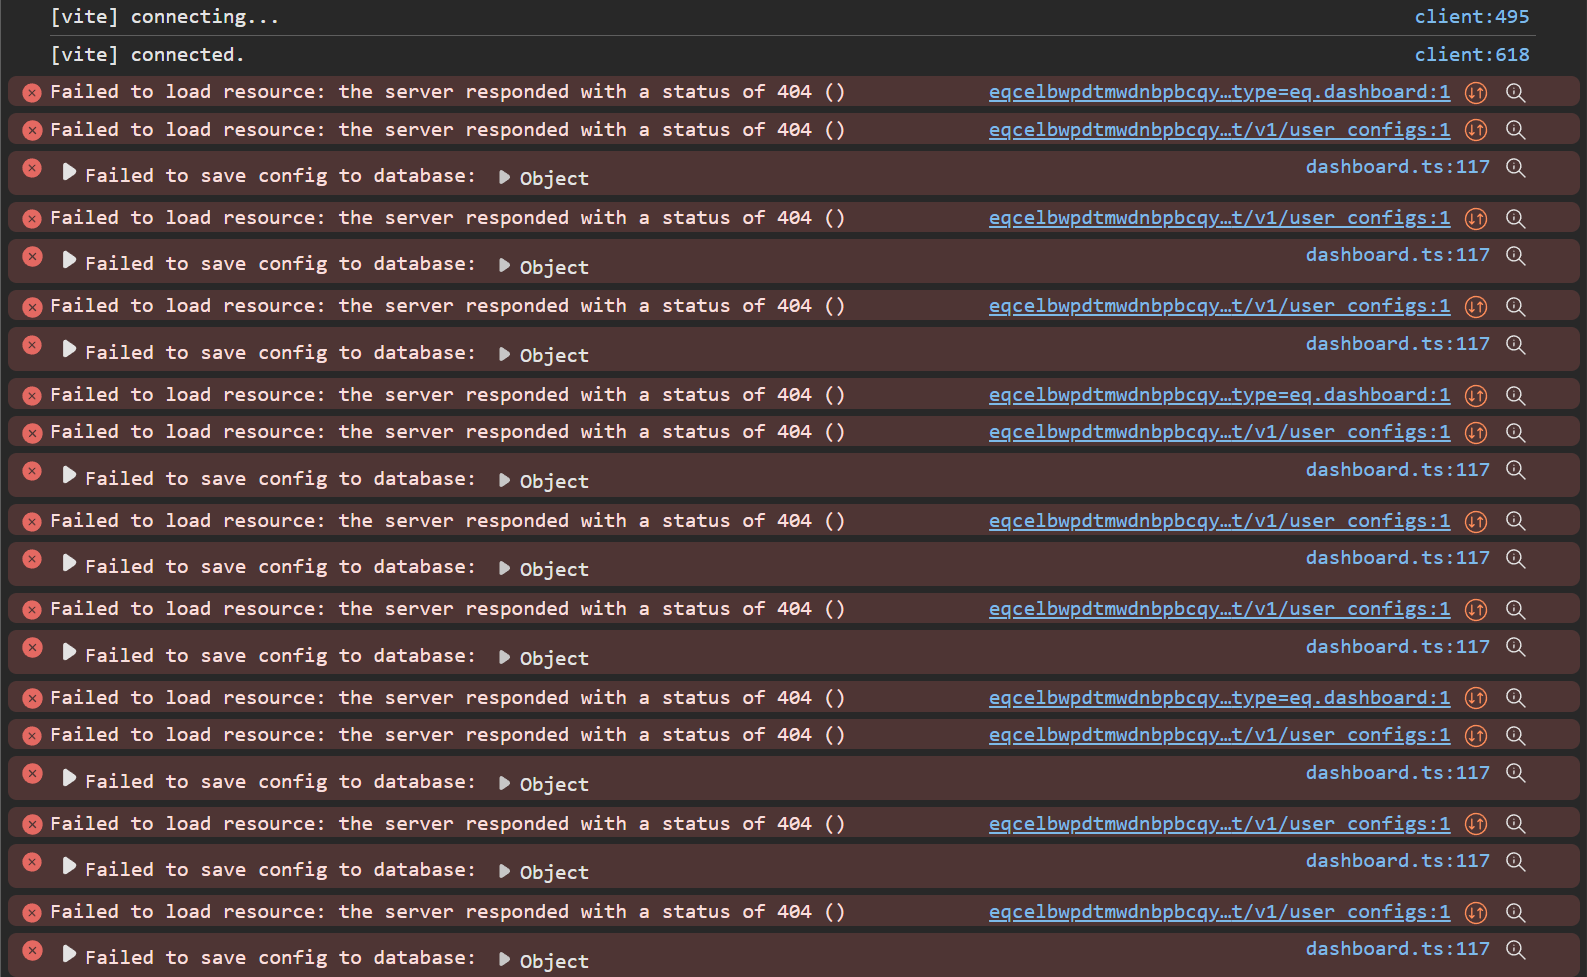 [vite] connecting... client:495
[vite] connected. client:618
Failed to load resource: the server responded with a status of 404 () eqcelbwpdtmwdnbpbcqy…type=eq.dashboard:1
Failed to load resource: the server responded with a status of 404 () eqcelbwpdtmwdnbpbcqy…t/v1/user_configs:1
Failed to save config to database: Object dashboard.ts:117
Failed to load resource: the server responded with a status of 404 () eqcelbwpdtmwdnbpbcqy…t/v1/user_configs:1
Failed to save config to database: Object dashboard.ts:117
Failed to load resource: the server responded with a status of 404 () eqcelbwpdtmwdnbpbcqy…t/v1/user_configs:1
Failed to save config to database: Object dashboard.ts:117
Failed to load resource: the server responded with a status of 404 () eqcelbwpdtmwdnbpbcqy…type=eq.dashboard:1
Failed to load resource: the server responded with a status of 404 () eqcelbwpdtmwdnbpbcqy…t/v1/user_configs:1
Failed to save config to database: Object dashboard.ts:117
Failed to load resource: the server responded with a status of 404 () eqcelbwpdtmwdnbpbcqy…t/v1/user_configs:1
Failed to save config to database: Object dashboard.ts:117
Failed to load resource: the server responded with a status of 404 () eqcelbwpdtmwdnbpbcqy…t/v1/user_configs:1
Failed to save config to database: Object dashboard.ts:117
Failed to load resource: the server responded with a status of 404 () eqcelbwpdtmwdnbpbcqy…type=eq.dashboard:1
Failed to load resource: the server responded with a status of 404 () eqcelbwpdtmwdnbpbcqy…t/v1/user_configs:1
Failed to save config to database: Object dashboard.ts:117
Failed to load resource: the server responded with a status of 404 () eqcelbwpdtmwdnbpbcqy…t/v1/user_configs:1
Failed to save config to database: Object dashboard.ts:117
Failed to load resource: the server responded with a status of 404 () eqcelbwpdtmwdnbpbcqy…t/v1/user_configs:1
Failed to save config to database: Object dashboard.ts:117